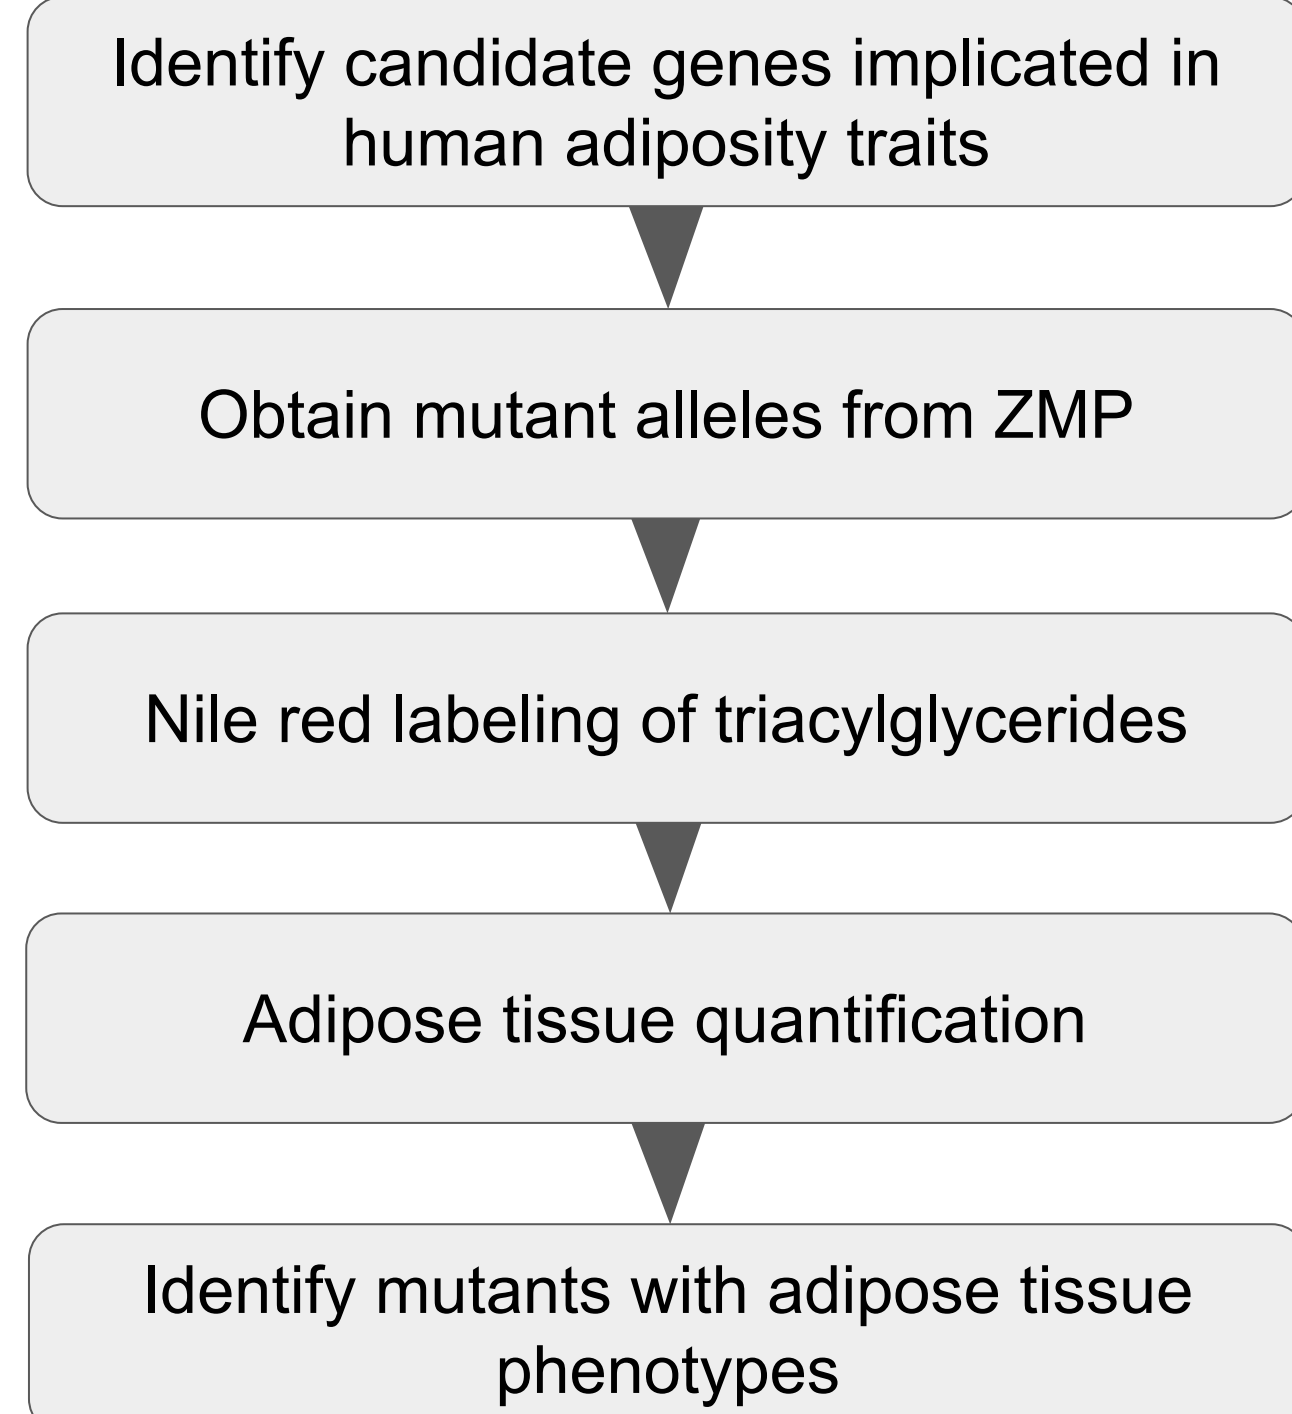 Identify candidate genes implicated in
human adiposity traits
Obtain mutant alleles from ZMP
Nile red labeling of triacylglycerides
Adipose tissue quantification
Identify mutants with adipose tissue
phenotypes